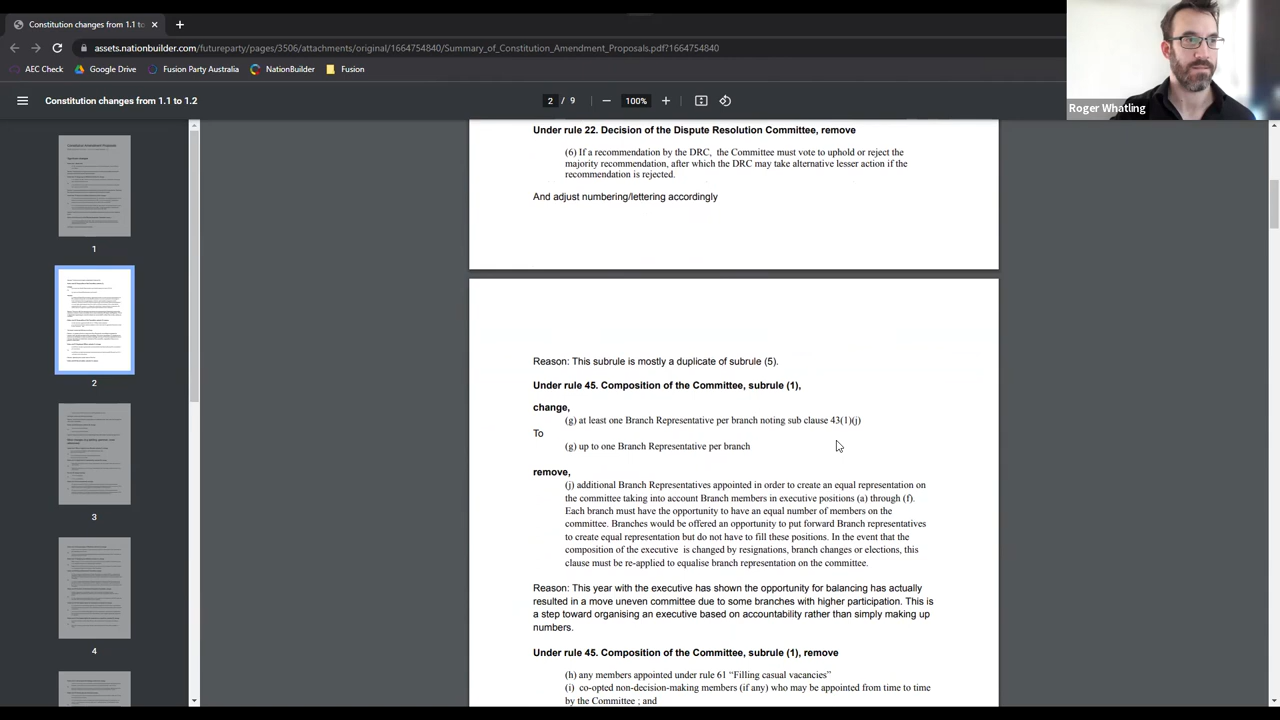 Constitution changes from 1.1 to
assets.nationbuilder.com/futureparty/pages/3506/attachments/original/1664754840/Summary_of_Constitution_Amendment_Proposals.pdf?1664754840
AEC Check
Google Drive
Fusion Party Australia
NationBuilder
Fusion
Roger Whatling
Constitution changes from 1.1 to 1.2
2 / 9
100%
1
2
3
4
Under rule 22. Decision of the Dispute Resolution Committee, remove
(6) If a recommendation by the DRC, the Committee must vote to uphold or reject the
majority recommendation, after which the DRC may take alternative lesser action if the
recommendation is rejected.
And adjust numbering/lettering accordingly
Reason: This subrule is mostly a duplicate of subrule (5).
Under rule 45. Composition of the Committee, subrule (1),
change,
(g) at least one Branch Representative per branch noting sub clause 43(1)(j)
To
(g) up to one Branch Representative per branch
remove,
(j) additional Branch Representatives appointed in order to create an equal representation on
the committee taking into account Branch members in executive positions (a) through (f).
Each branch must have the opportunity to have an equal number of members on the
committee. Branches would be offered an opportunity to put forward Branch representatives
to create equal representation but do not have to fill these positions. In the event that the
composition of the executive is changed by resignations, branch changes or elections, this
clause must be re-applied to equalise branch representation on the committee.
Reason: This year with the executive has shown the opportunity for balancing has actually
resulted in a move uneven committee due to some branches with higher participation. This is
a step toward organising an executive based on accountability rather than simply making up
numbers.
Under rule 45. Composition of the Committee, subrule (1), remove
(h) any members appointed under rule 61 “Filling casual vacancies”
(i) co-opted non-decision-making members (if any) who may be appointed from time to time
by the Committee ; and